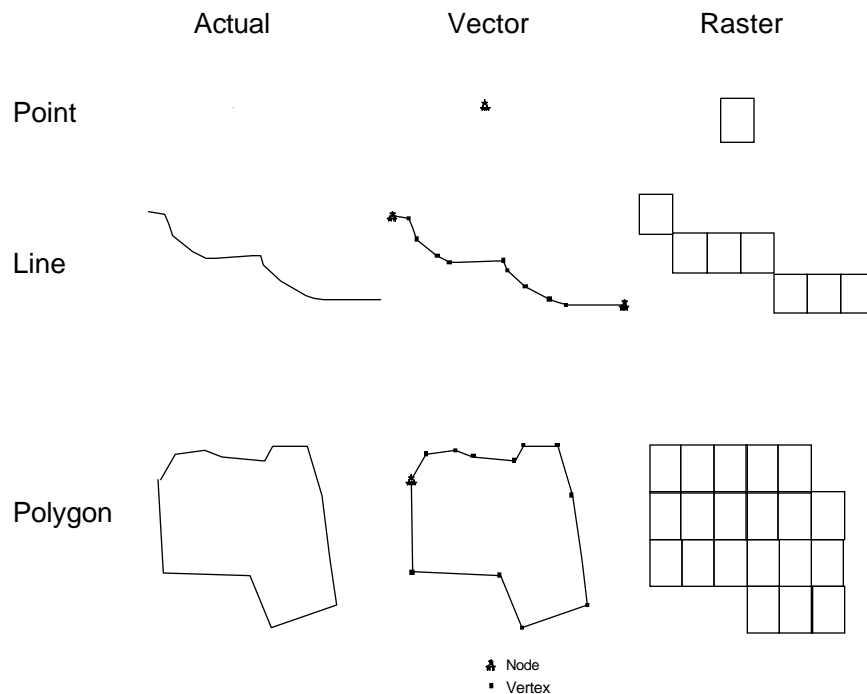 Actual Vector Raster
Point
Line
Polygon
Node
Vertex